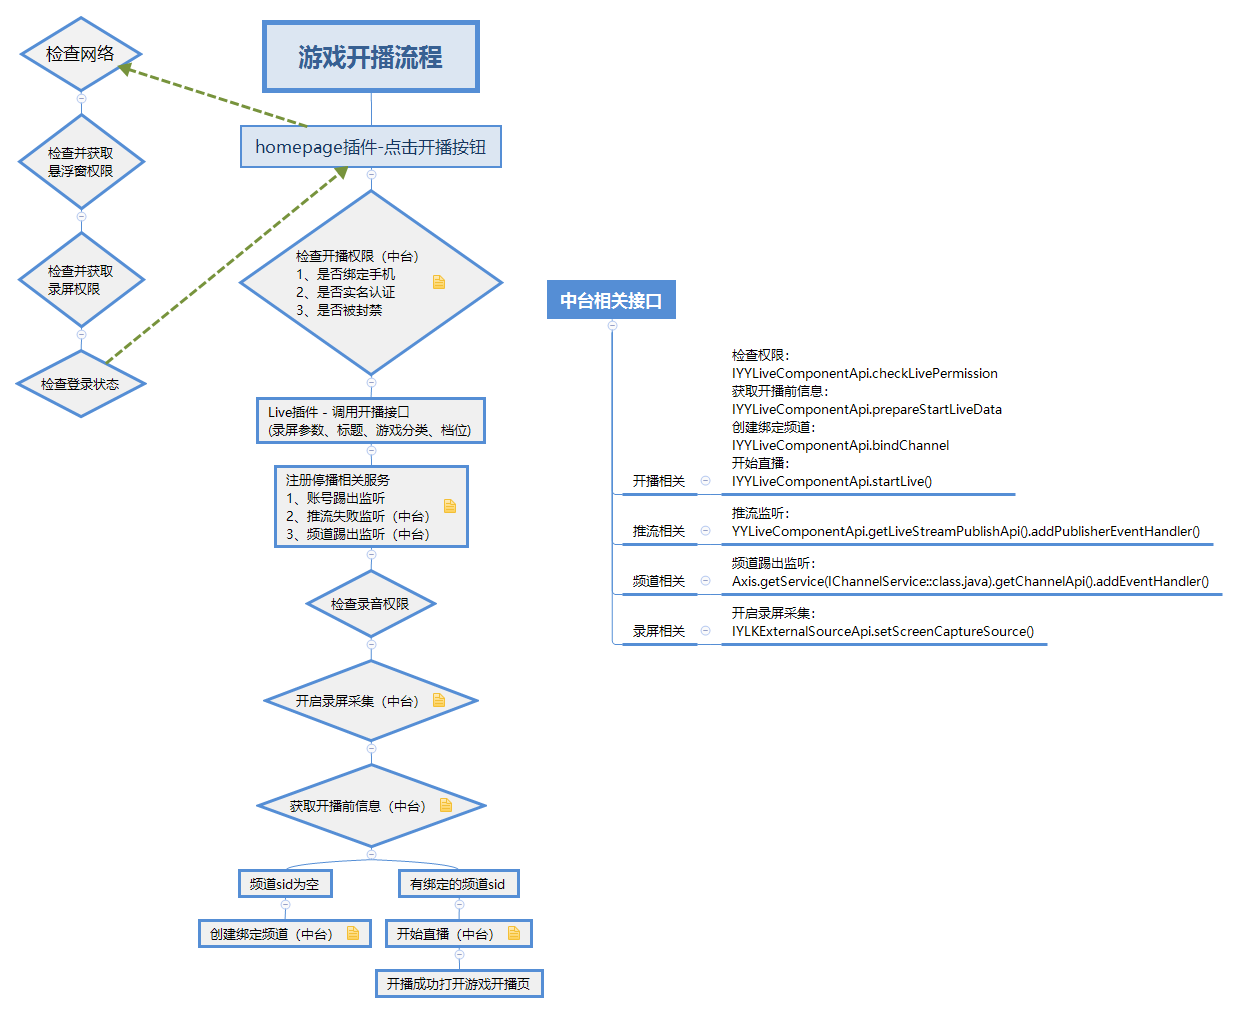 游戏开播流程
检查网络
homepage插件-点击开播按钮
检查并获取
悬浮窗权限
检查并获取
录屏权限
检查登录状态
检查开播权限（中台）
1、是否绑定手机
2、是否实名认证
3、是否被封禁
Live插件 - 调用开播接口
(录屏参数、标题、游戏分类、档位)
注册停播相关服务
1、账号踢出监听
2、推流失败监听（中台）
3、频道踢出监听（中台）
检查录音权限
开启录屏采集（中台）
获取开播前信息（中台）
频道sid为空
有绑定的频道sid
创建绑定频道（中台）
开始直播（中台）
开播成功打开游戏开播页
中台相关接口
检查权限：
IYYLiveComponentApi.checkLivePermission
获取开播前信息：
IYYLiveComponentApi.prepareStartLiveData
创建绑定频道：
IYYLiveComponentApi.bindChannel
开始直播：
开播相关
IYYLiveComponentApi.startLive()
推流监听：
推流相关
YYLiveComponentApi.getLiveStreamPublishApi().addPublisherEventHandler()
频道踢出监听：
频道相关
Axis.getService(IChannelService::class.java).getChannelApi().addEventHandler()
开启录屏采集：
录屏相关
IYLKExternalSourceApi.setScreenCaptureSource()